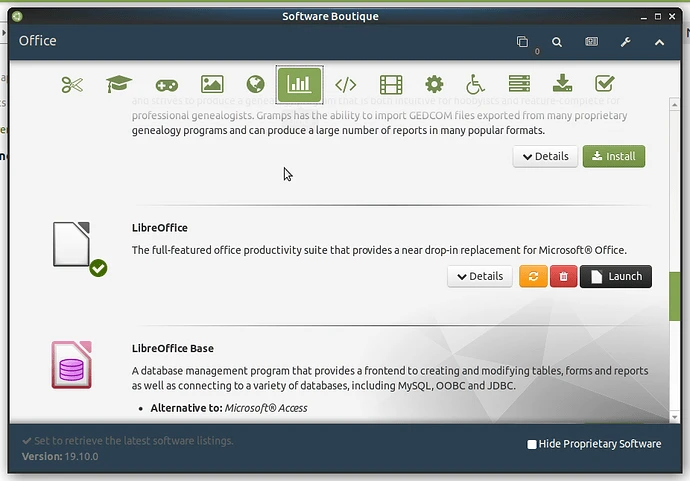 Software Boutique
Office
0
and strives to produce a genealogy program that is both intuitive for hobbyists and feature-complete for
professional genealogists. Gramps has the ability to import GEDCOM files exported from many proprietary
genealogy programs and can produce a large number of reports in many popular formats.
Details
Install
LibreOffice
The full-featured office productivity suite that provides a near drop-in replacement for Microsoft® Office.
Details
Launch
LibreOffice Base
A database management program that provides a frontend to creating and modifying tables, forms and reports
as well as connecting to a variety of databases, including MySQL, OOBC and JDBC.
• Alternative to: Microsoft® Access
Set to retrieve the latest software listings.
Version: 19.10.0
Hide Proprietary Software